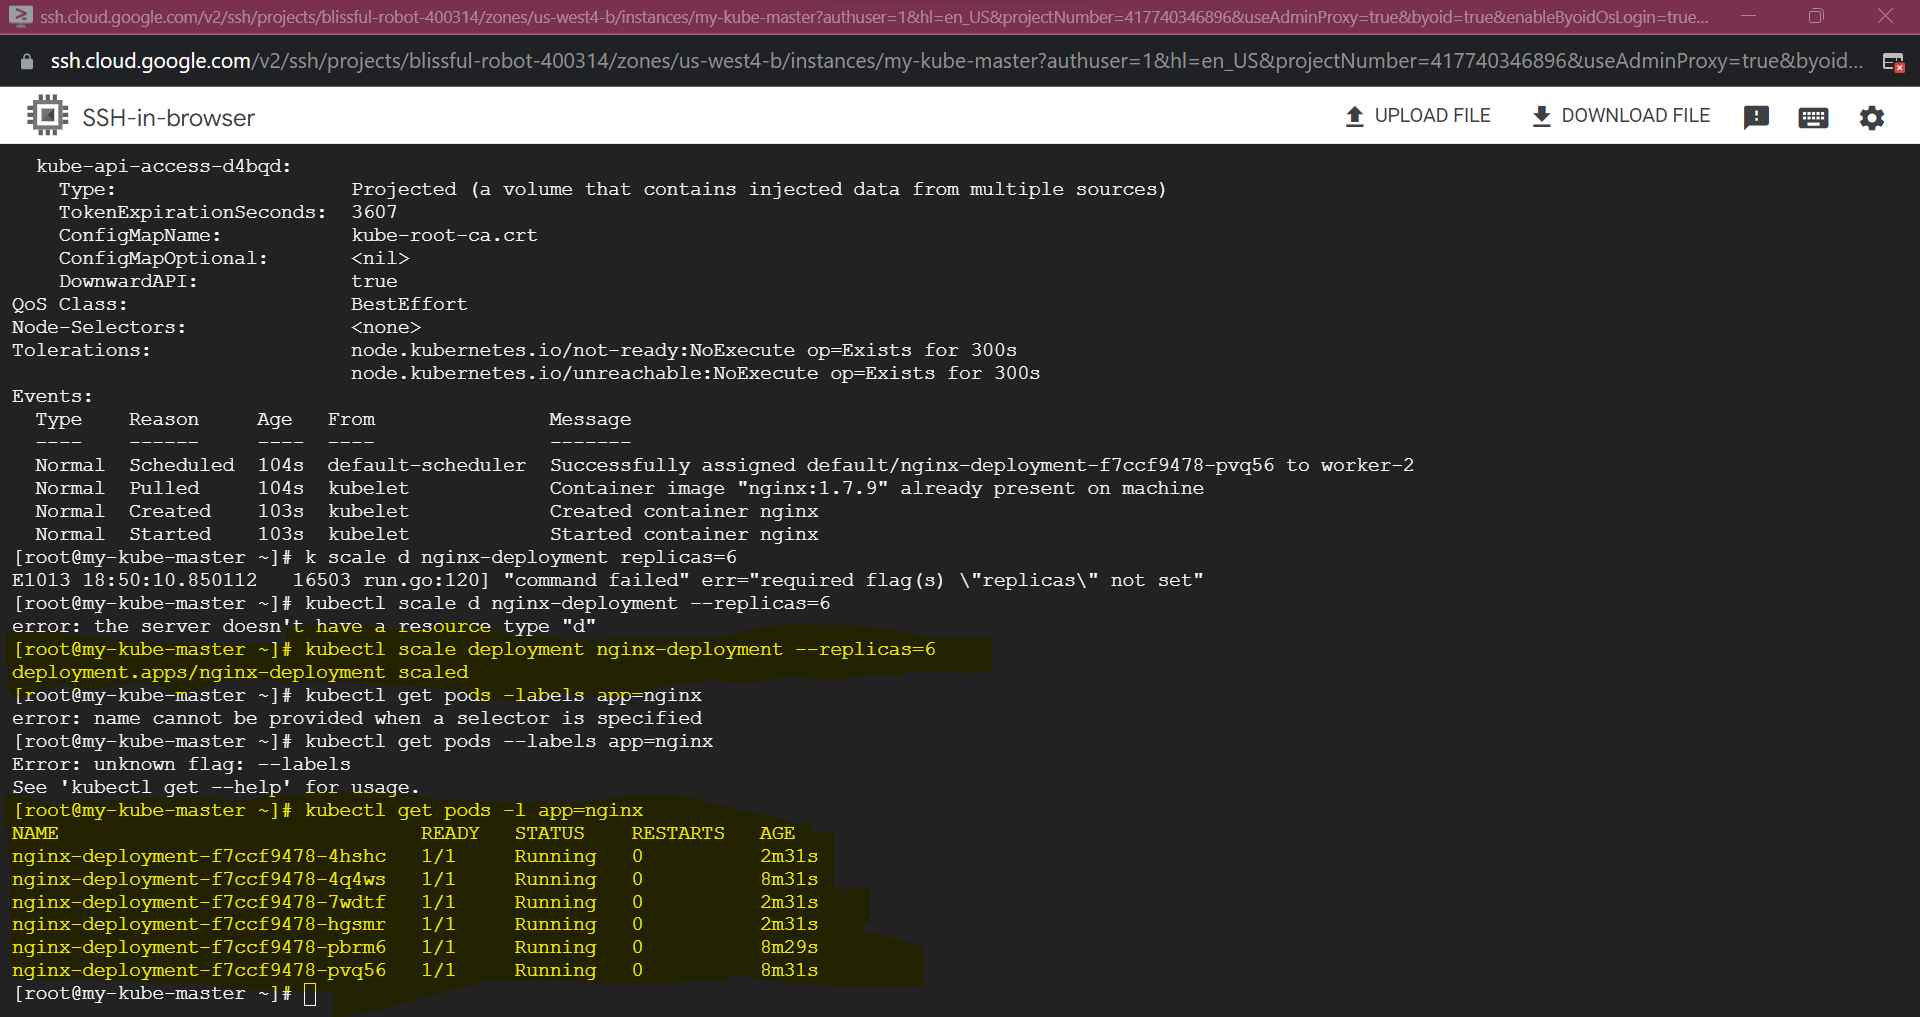 ssh.cloud.google.com/v2/ssh/projects/blissful-robot-400314/zones/us-west4-b/instances/my-kube-master?authuser=1&hl=en_US&projectNumber=417740346896&useAdminProxy=true&byoid=true&enableByoidOsLogin=true...
ssh.cloud.google.com/v2/ssh/projects/blissful-robot-400314/zones/us-west4-b/instances/my-kube-master?authuser=1&hl=en_US&projectNumber=417740346896&useAdminProxy=true&byoid...
SSH-in-browser UPLOAD FILE DOWNLOAD FILE
kube-api-access-d4bqd:
Type: Projected (a volume that contains injected data from multiple sources)
TokenExpirationSeconds: 3607
ConfigMapName: kube-root-ca.crt
ConfigMapOptional: <nil>
DownwardAPI: true
QoS Class: BestEffort
Node-Selectors: <none>
Tolerations: node.kubernetes.io/not-ready:NoExecute op=Exists for 300s
node.kubernetes.io/unreachable:NoExecute op=Exists for 300s
Events:
Type Reason Age From Message
---- ------ ---- ---- -------
Normal Scheduled 104s default-scheduler Successfully assigned default/nginx-deployment-f7ccf9478-pvq56 to worker-2
Normal Pulled 104s kubelet Container image "nginx:1.7.9" already present on machine
Normal Created 103s kubelet Created container nginx
Normal Started 103s kubelet Started container nginx
[root@my-kube-master ~]# k scale d nginx-deployment replicas=6
E1013 18:50:10.850112 16503 run.go:120] "command failed" err="required flag(s) \"replicas\" not set"
[root@my-kube-master ~]# kubectl scale d nginx-deployment --replicas=6
error: the server doesn't have a resource type "d"
[root@my-kube-master ~]# kubectl scale deployment nginx-deployment --replicas=6
deployment.apps/nginx-deployment scaled
[root@my-kube-master ~]# kubectl get pods -labels app=nginx
error: name cannot be provided when a selector is specified
[root@my-kube-master ~]# kubectl get pods --labels app=nginx
Error: unknown flag: --labels
See 'kubectl get --help' for usage.
[root@my-kube-master ~]# kubectl get pods -l app=nginx
NAME READY STATUS RESTARTS AGE
nginx-deployment-f7ccf9478-4hshc 1/1 Running 0 2m31s
nginx-deployment-f7ccf9478-4q4ws 1/1 Running 0 8m31s
nginx-deployment-f7ccf9478-7wdtf 1/1 Running 0 2m31s
nginx-deployment-f7ccf9478-hgsmr 1/1 Running 0 2m31s
nginx-deployment-f7ccf9478-pbrm6 1/1 Running 0 8m29s
nginx-deployment-f7ccf9478-pvq56 1/1 Running 0 8m31s
[root@my-kube-master ~]#